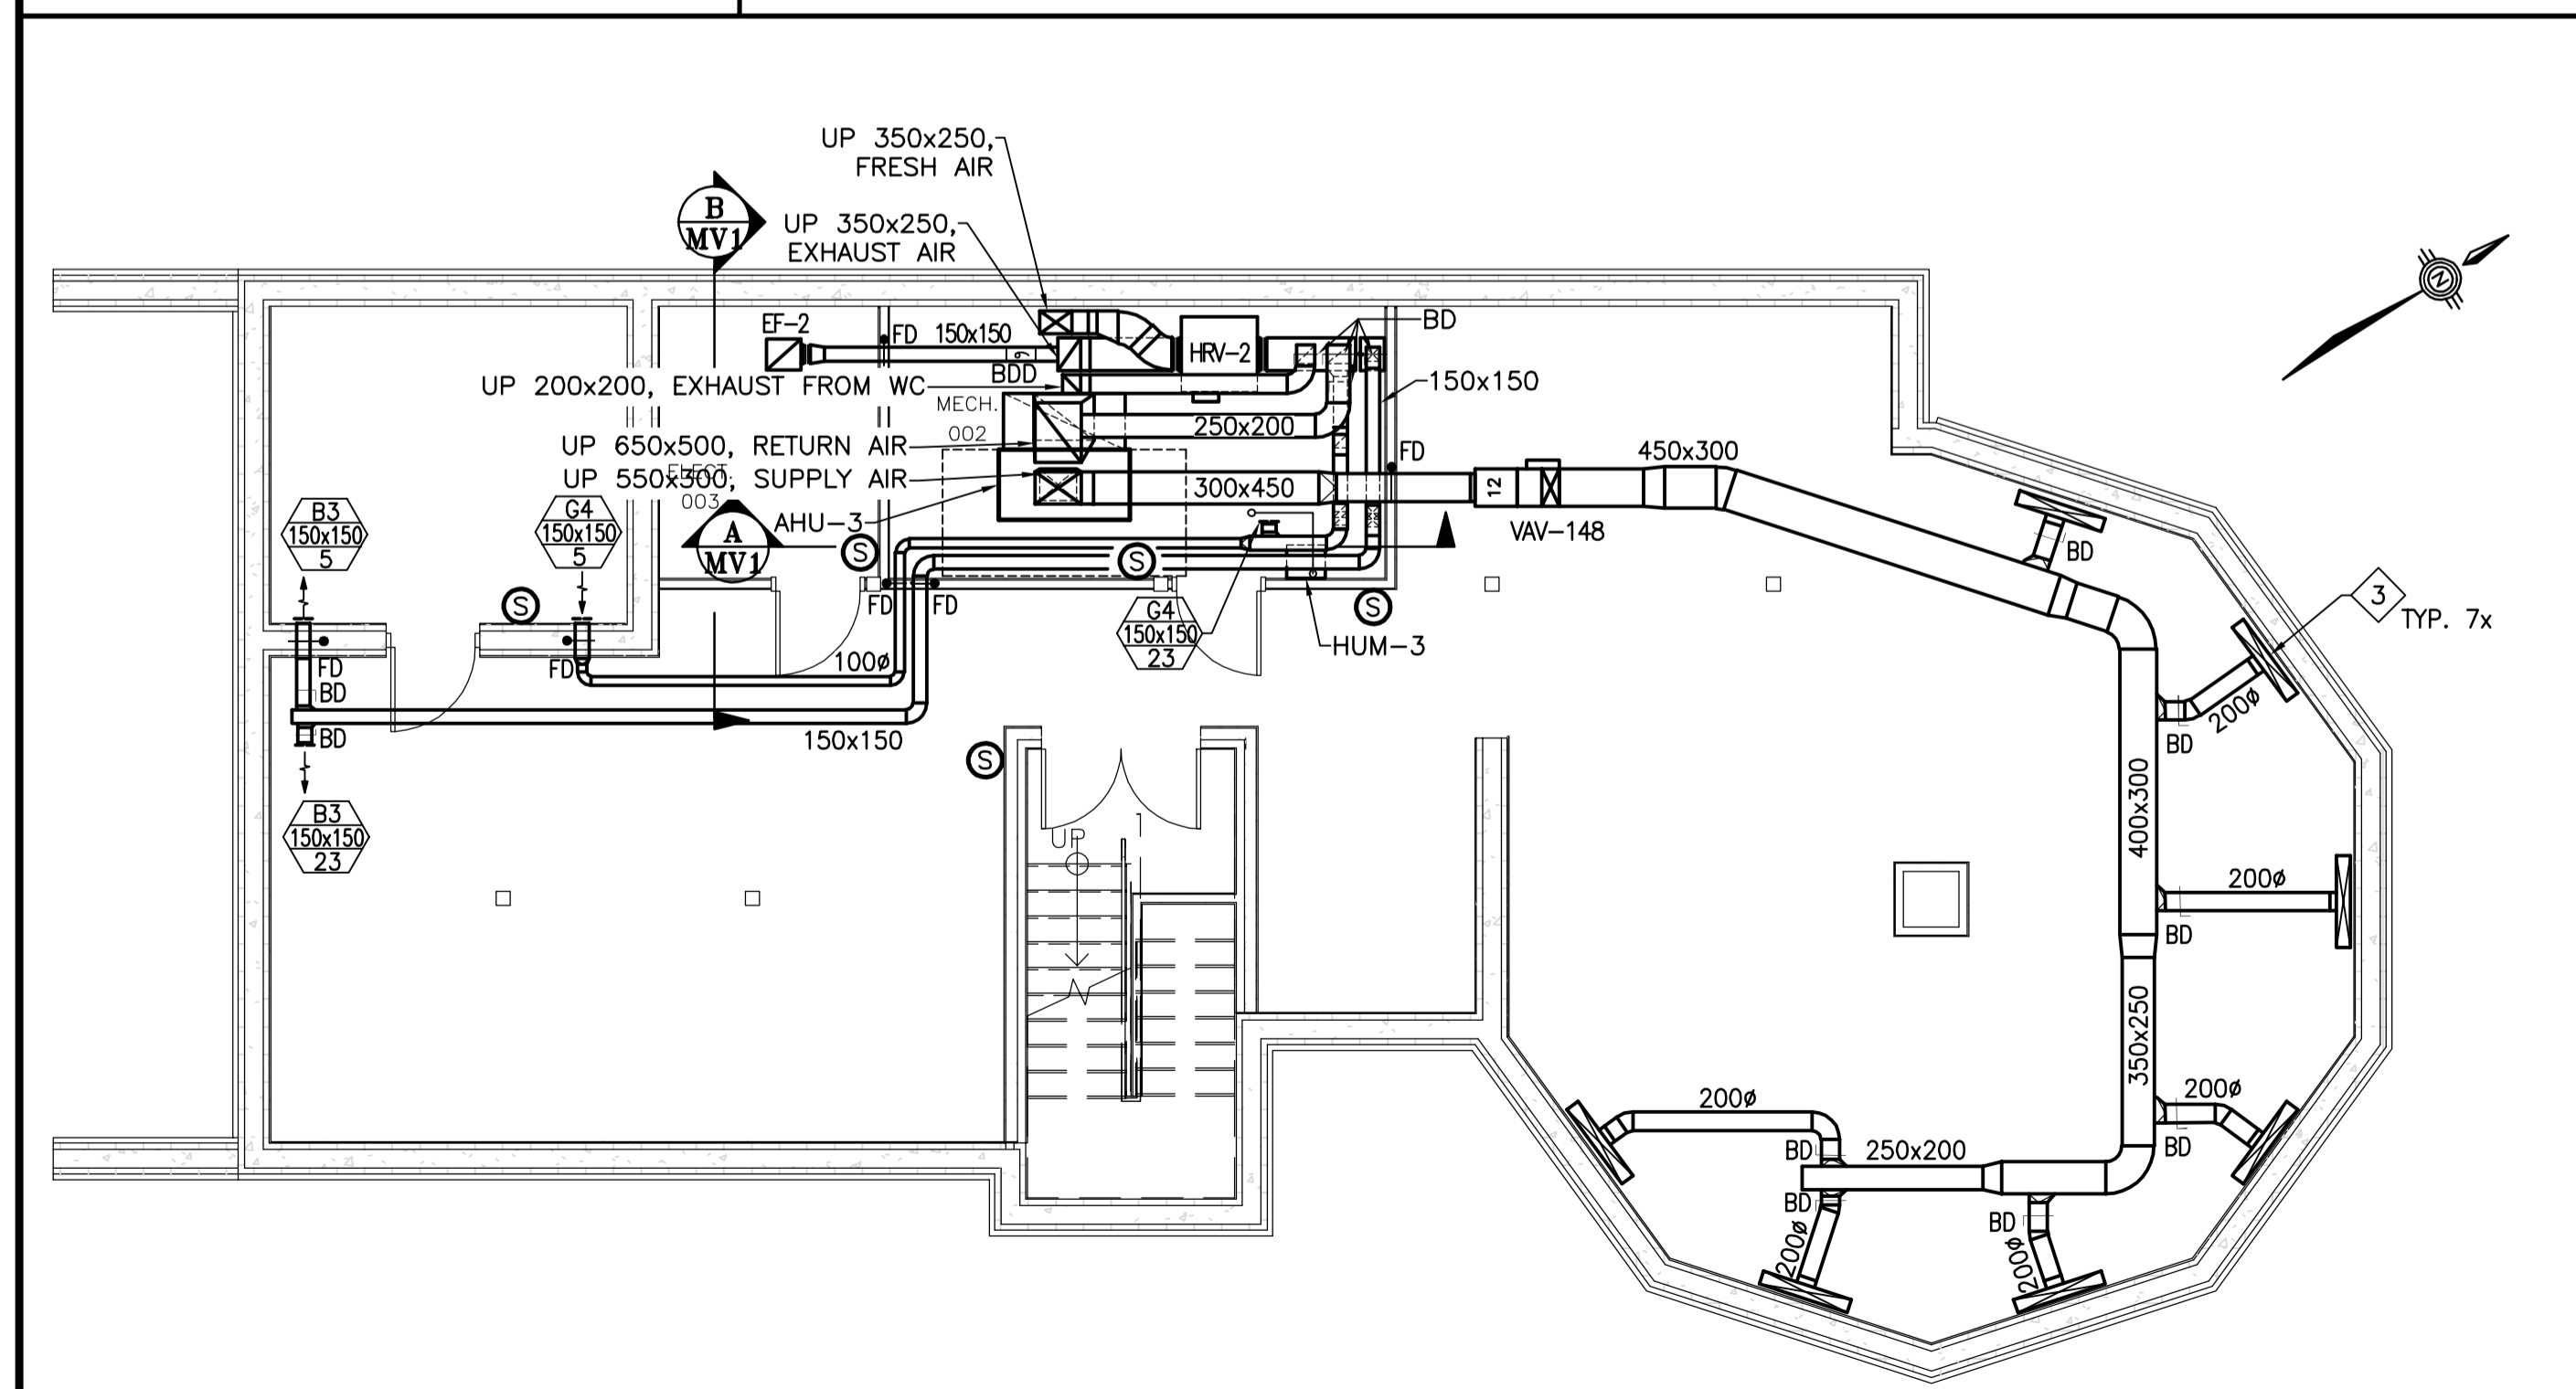 UP 350x250,
FRESH AIR
B
MV1
UP 350x250,
EXHAUST AIR
N
EF-2
FD
150x150
9
BDD
HRV-2
BD
UP 200x200, EXHAUST FROM WC
150x150
MECH.
002
250x200
UP 650x500, RETURN AIR
FD
450x300
ELECT.
UP 550x300, SUPPLY AIR
003
300x450
12
B3
150x150
5
G4
150x150
5
AHU-3
A
MV1
S
S
VAV-148
BD
S
FD
FD
G4
150x150
23
S
HUM-3
3
TYP. 7x
FD
FD
100ø
BD
BD
150x150
200ø
BD
S
B3
150x150
23
UP
400x300
200ø
BD
350x250
200ø
200ø
BD
BD
250x200
BD
BD
200ø
200ø